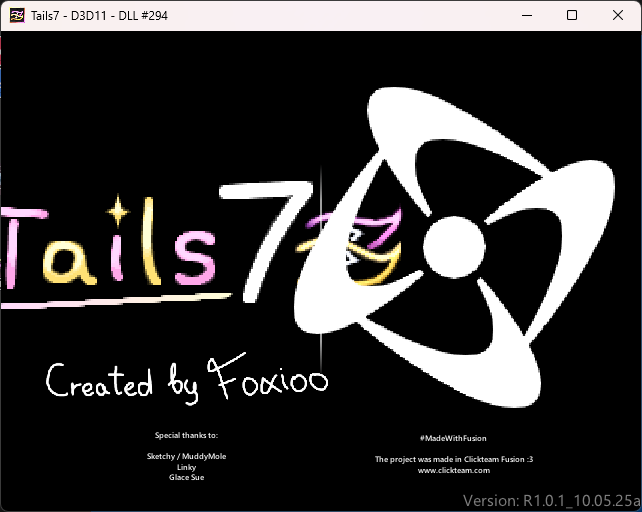 Tails7 - D3D11 - DLL #294
Tails7
Created by Foxioo
Special thanks to:
Sketchy / MuddyMole
Linky
Glace Sue
#MadeWithFusion
The project was made in Clickteam Fusion :3
www.clickteam.com
Version: R1.0.1_10.05.25a